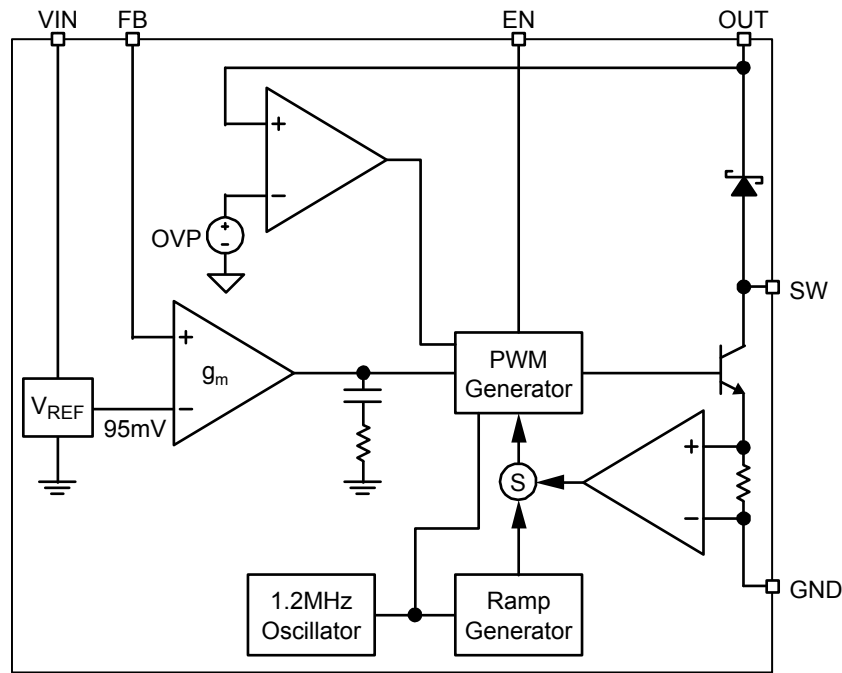 VIN FB EN OUT
+
−
OVP
+
−
SW
+
gm
−
PWM
Generator
VREF
95mV
+
S
−
1.2MHz
Oscillator
Ramp
Generator
GND